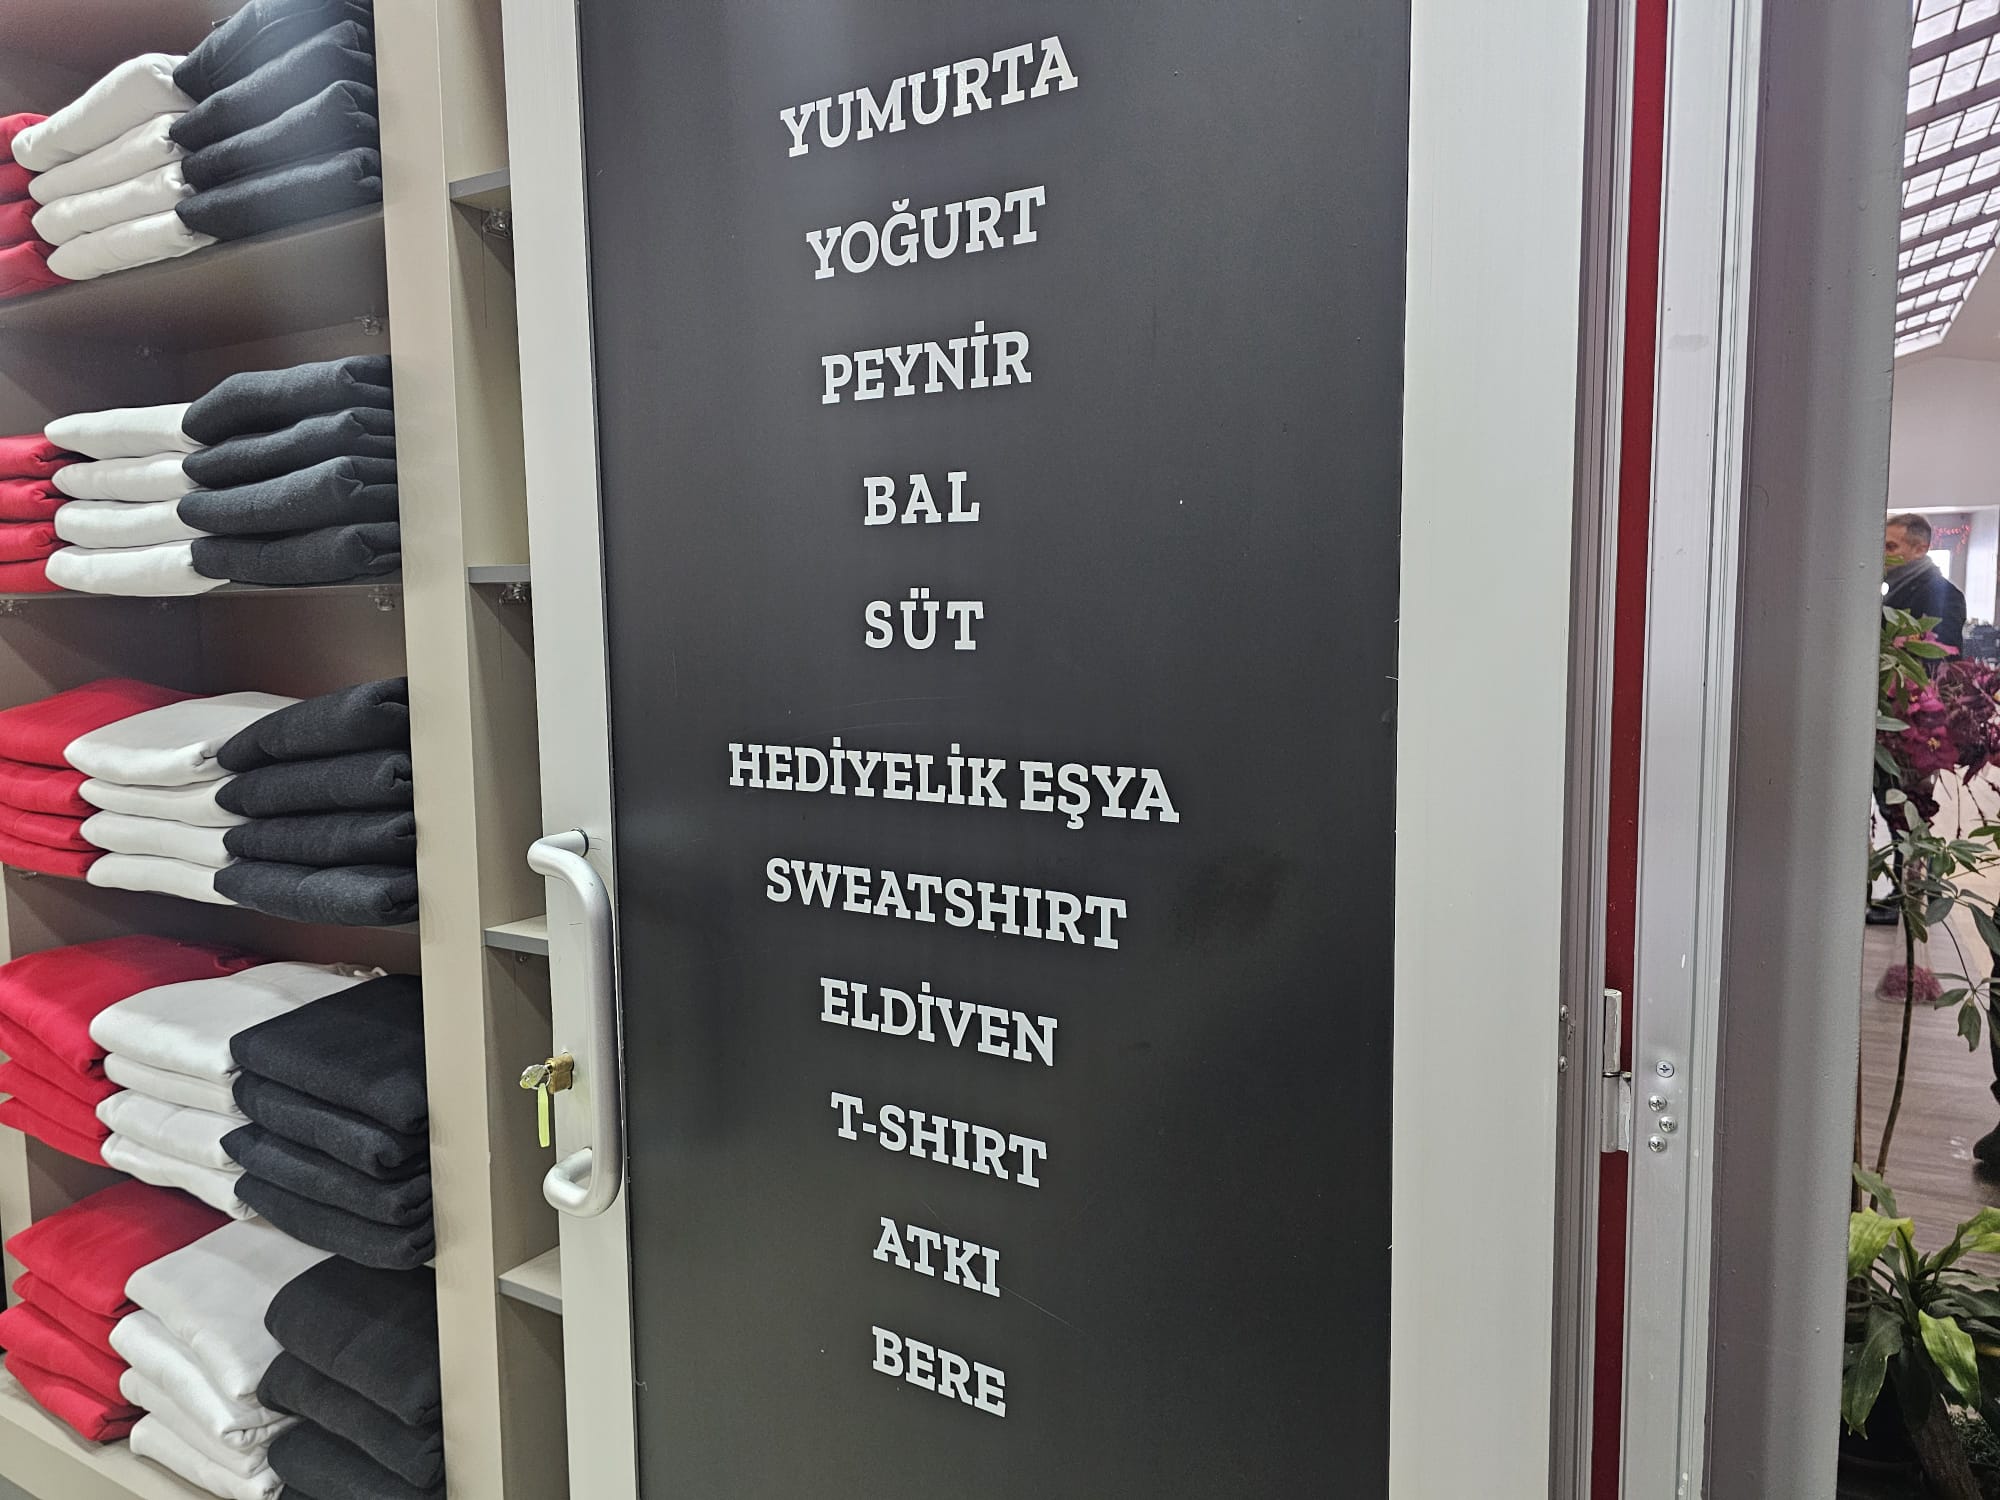 YUMURTA
YOĞURT
PEYNİR
BAL
SÜT
HEDİYELİK EŞYA
SWEATSHIRT
ELDİVEN
T-SHIRT
ATKI
BERE